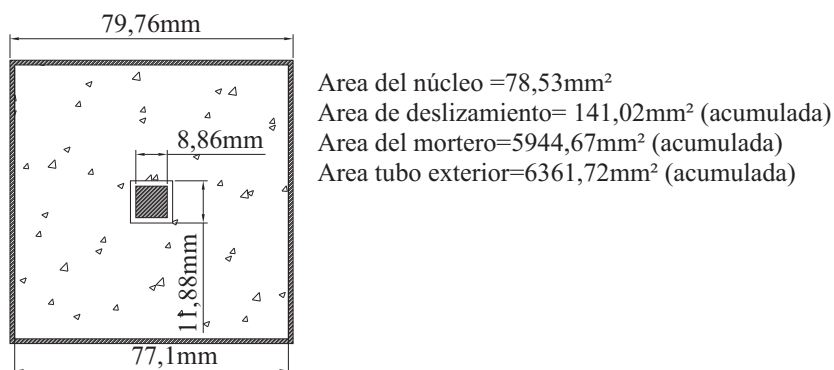 79,76mm
Area del núcleo =78,53mm²
Area de deslizamiento= 141,02mm² (acumulada)
Area del mortero=5944,67mm² (acumulada)
Area tubo exterior=6361,72mm² (acumulada)
8,86mm
11,88mm
77,1mm